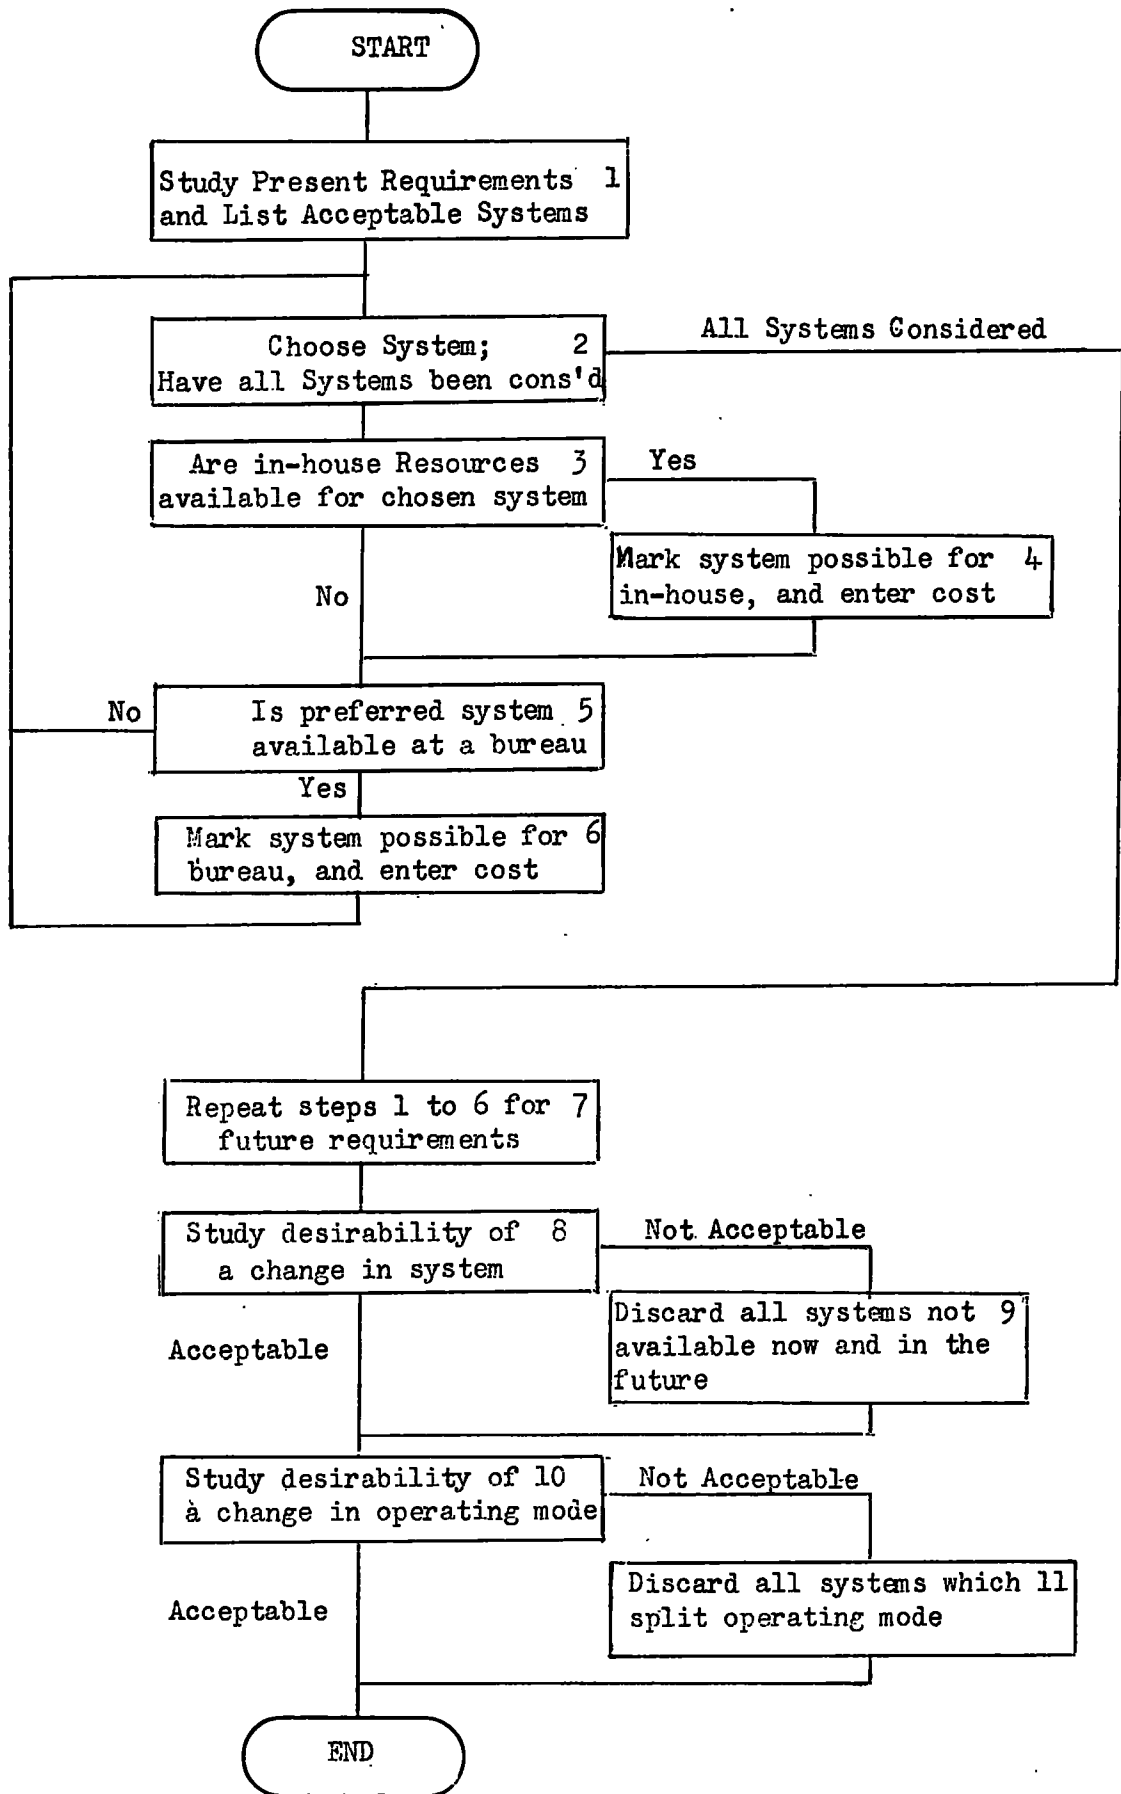 START
Study Present Requirements 1
and List Acceptable Systems
All Systems Considered
Choose System; 2
Have all Systems been cons'd
Are in-house Resources 3
available for chosen system
Yes
Mark system possible for 4
in-house, and enter cost
No
No
Is preferred system 5
available at a bureau
Yes
Mark system possible for 6
bureau, and enter cost
Repeat steps 1 to 6 for 7
future requirements
Study desirability of 8
a change in system
Not Acceptable
Discard all systems not 9
available now and in the
future
Acceptable
Study desirability of 10
a change in operating mode
Not Acceptable
Discard all systems which 11
split operating mode
Acceptable
END